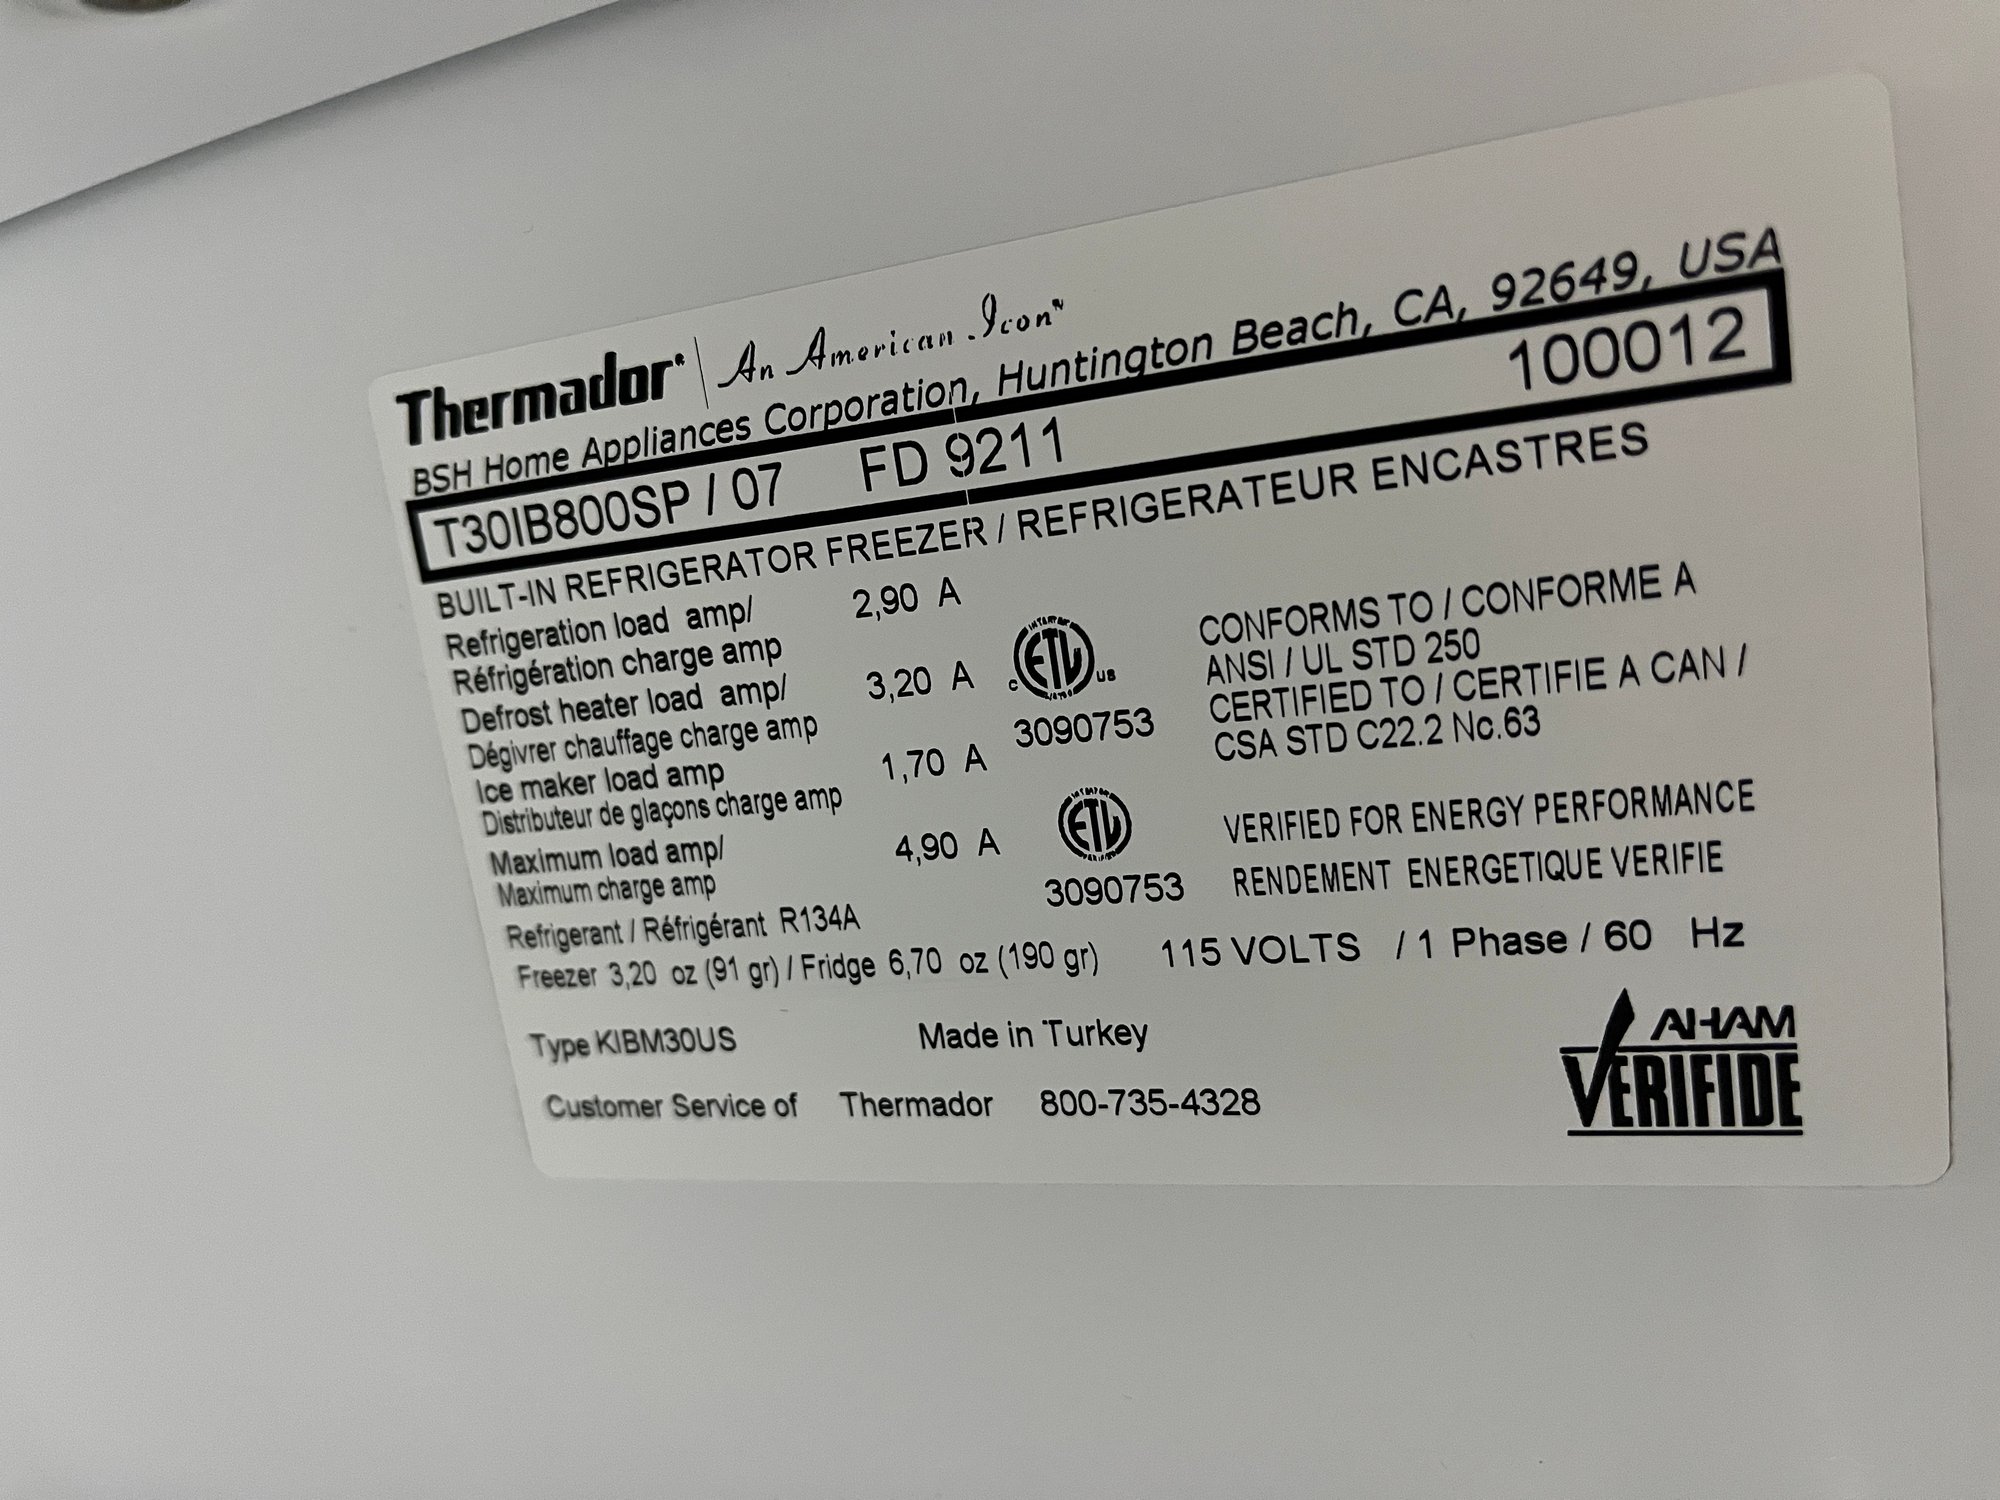 Thermador® | An American Icon™
BSH Home Appliances Corporation, Huntington Beach, CA, 92649, USA
T30IB800SP / 07 FD 9211 100012
BUILT-IN REFRIGERATOR FREEZER / REFRIGERATEUR ENCASTRES
Refrigeration load amp/ 2,90 A
Réfrigération charge amp
Defrost heater load amp/ 3,20 A
Dégivrer chauffage charge amp
Ice maker load amp 1,70 A
Distributeur de glaçons charge amp
Maximum load amp/ 4,90 A
Maximum charge amp
C ETL US
3090753
CONFORMS TO / CONFORME A
ANSI / UL STD 250
CERTIFIED TO / CERTIFIE A CAN /
CSA STD C22.2 No.63
ETL
3090753
VERIFIED FOR ENERGY PERFORMANCE
RENDEMENT ENERGETIQUE VERIFIE
Refrigerant / Réfrigérant R134A
Freezer 3,20 oz (91 gr) / Fridge 6,70 oz (190 gr) 115 VOLTS / 1 Phase / 60 Hz
Type KIBM30US Made in Turkey
Customer Service of Thermador 800-735-4328
AHAM
VERIFIDE